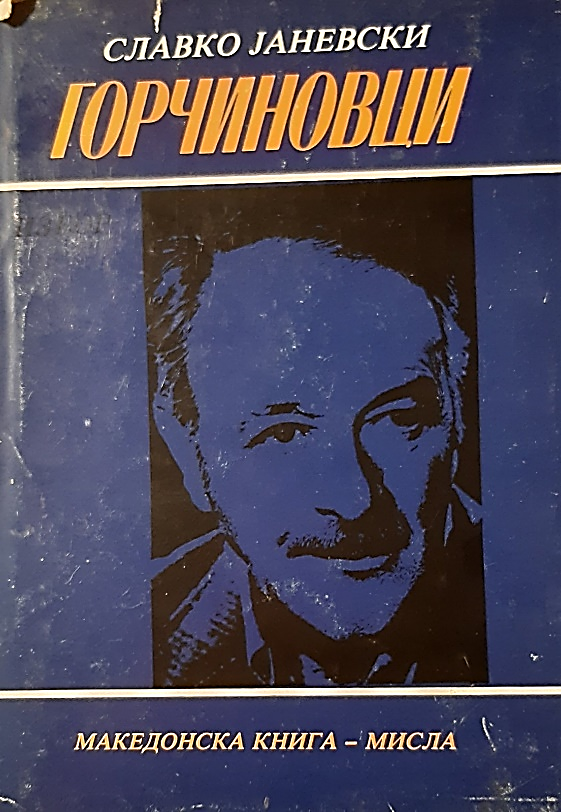 СЛАВКО ЈАНЕВСКИ
ГОРЧИНОВЦИ
МАКЕДОНСКА КНИГА – МИСЛА